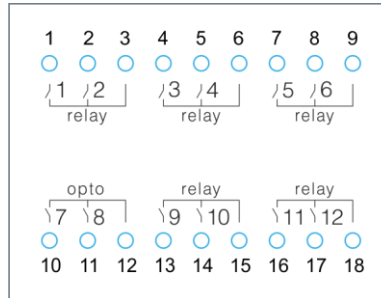 1 2 3 4 5 6 7 8 9
1 2 3 4 5 6
relay relay relay
opto relay relay
7 8 9 10 11 12
10 11 12 13 14 15 16 17 18